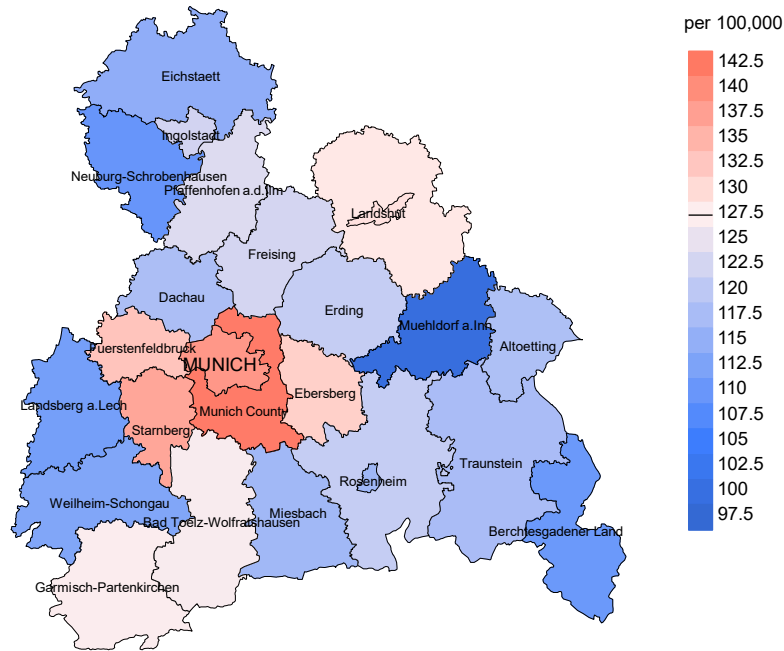 per 100,000
142.5
140
137.5
135
132.5
130
127.5
125
122.5
120
117.5
115
112.5
110
107.5
105
102.5
100
97.5
Eichstaett
Ingolstadt
Neuburg-Schrobenhausen
Pfaffenhofen a.d.Ilm
Landshut
Freising
Dachau
Erding
Muehldorf a.Inn
Altoetting
Fuerstenfeldbruck
MUNICH
Ebersberg
Landsberg a.Lech
Munich County
Starnberg
Traunstein
Rosenheim
Weilheim-Schongau
Miesbach
Bad Toelz-Wolfratshausen
Berchtesgadener Land
Garmisch-Partenkirchen